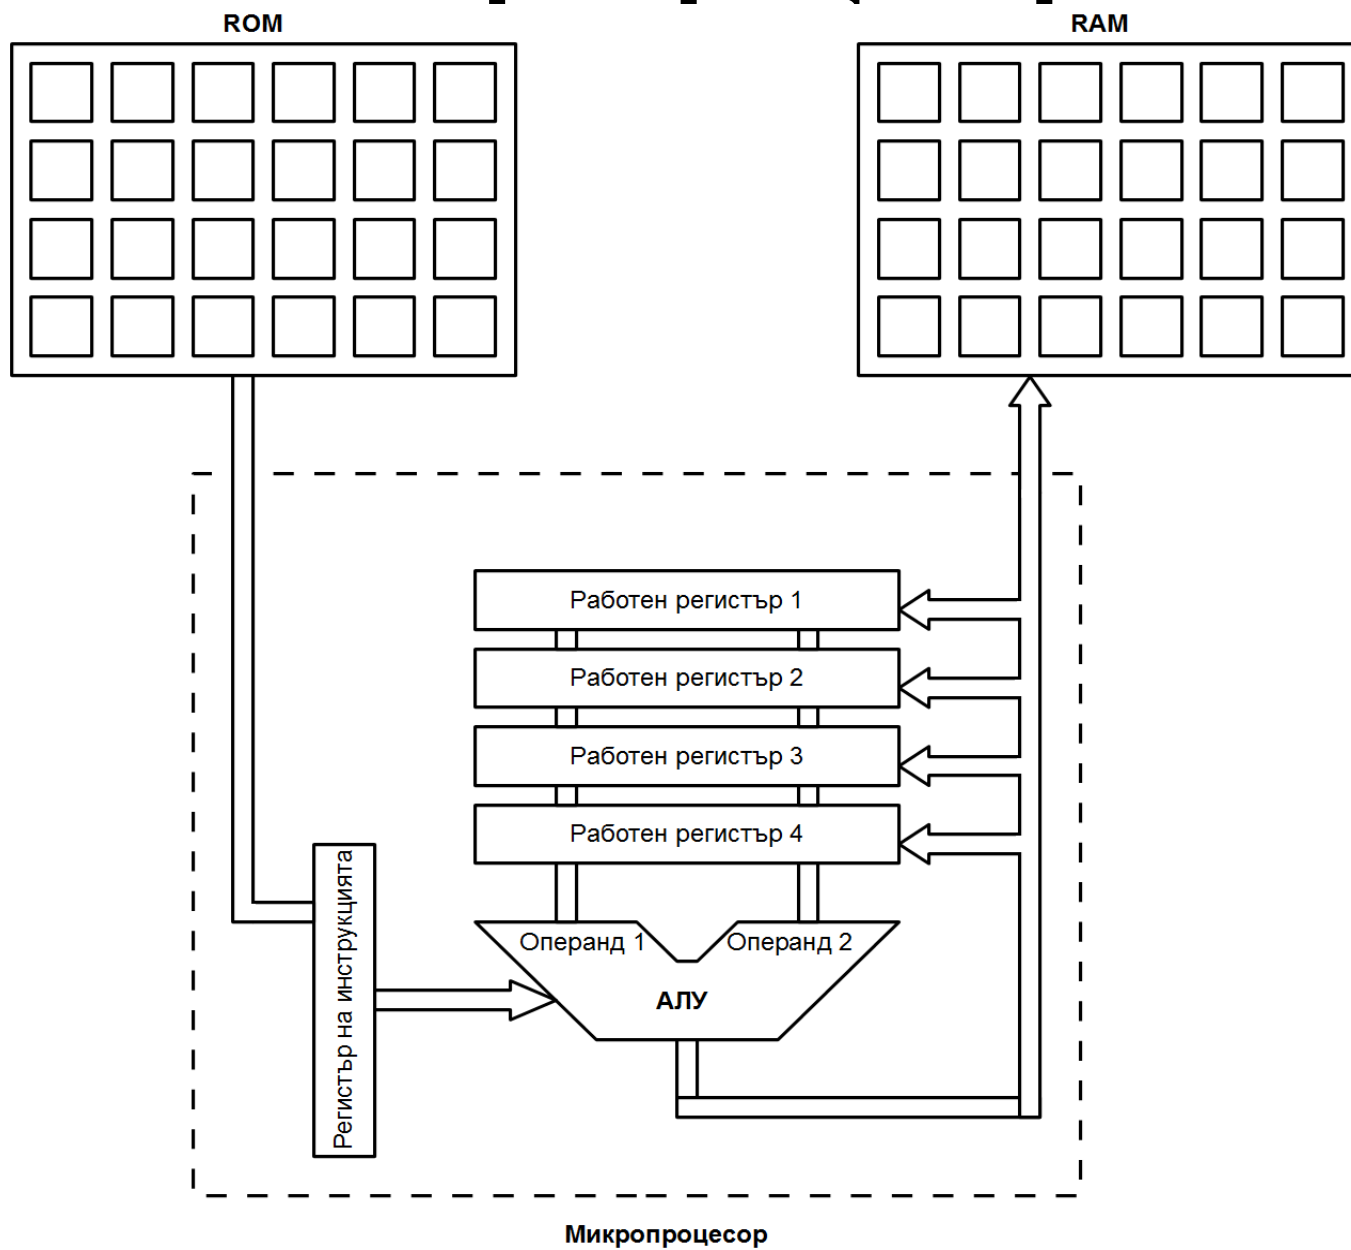 ROM
RAM
Работен регистър 1
Работен регистър 2
Работен регистър 3
Работен регистър 4
Регистър на инструкцията
Операнд 1
Операнд 2
АЛУ
Микропроцесор